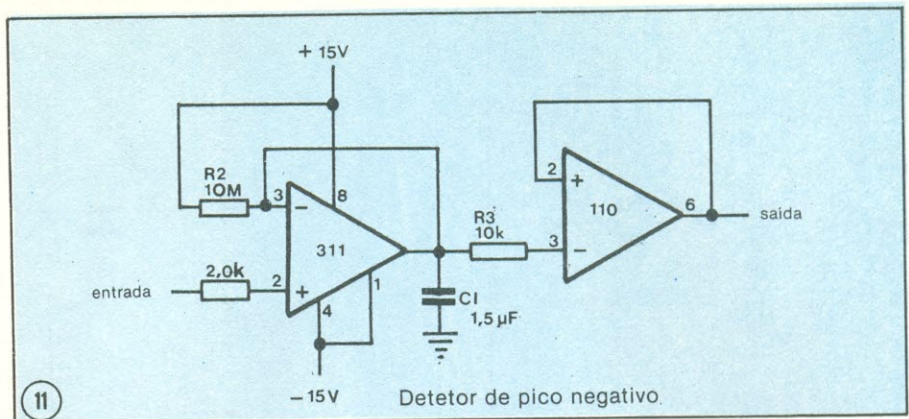 + 15V
R2
10M
3
8
311
2,0k
2
1
4
entrada
-15V
R3
10k
C1
1,5 µF
2
110
3
6
saída
11
Detetor de pico negativo.